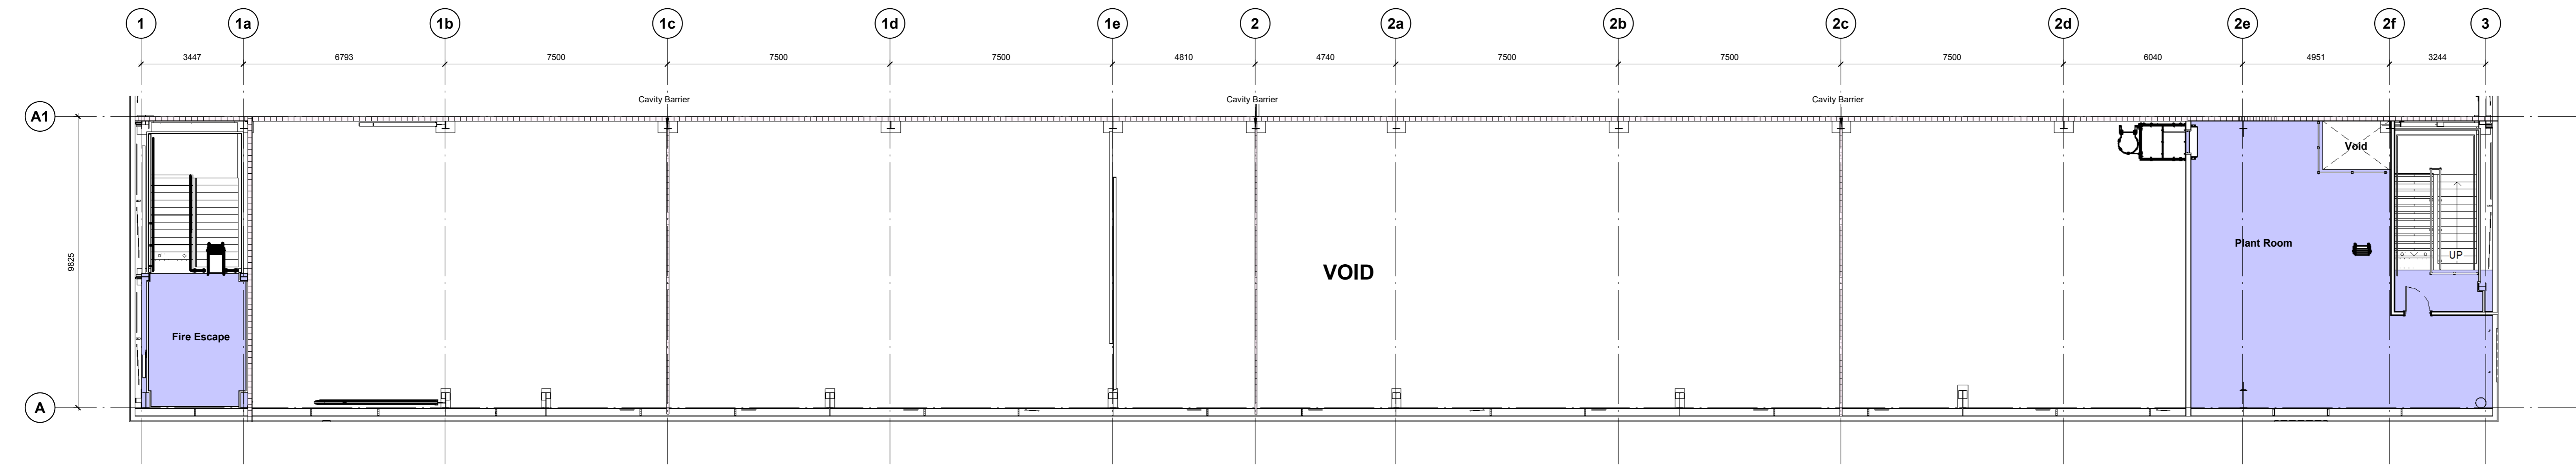 1 1a 1b 1c 1d 1e 2 2a 2b 2c 2d 2e 2f 3
3447 6793 7500 7500 7500 4810 4740 7500 7500 7500 6040 4951 3244
Cavity Barrier Cavity Barrier Cavity Barrier
A1
Void
Plant Room
UP
9825
VOID
Fire Escape
A